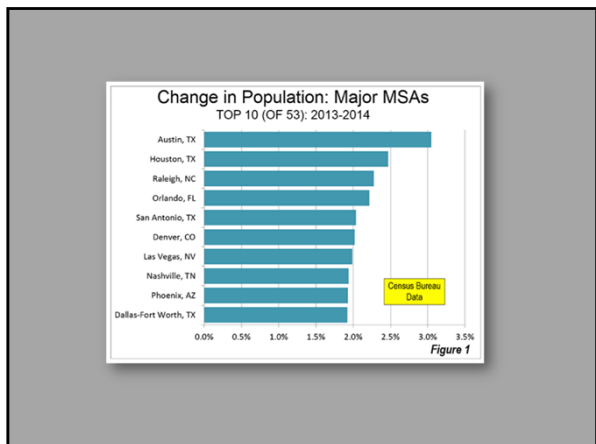 Change in Population: Major MSAs
TOP 10 (OF 53): 2013-2014
Austin, TX
Houston, TX
Raleigh, NC
Orlando, FL
San Antonio, TX
Denver, CO
Las Vegas, NV
Nashville, TN
Phoenix, AZ
Dallas-Fort Worth, TX
Census Bureau
Data
0.0% 0.5% 1.0% 1.5% 2.0% 2.5% 3.0% 3.5%
Figure 1